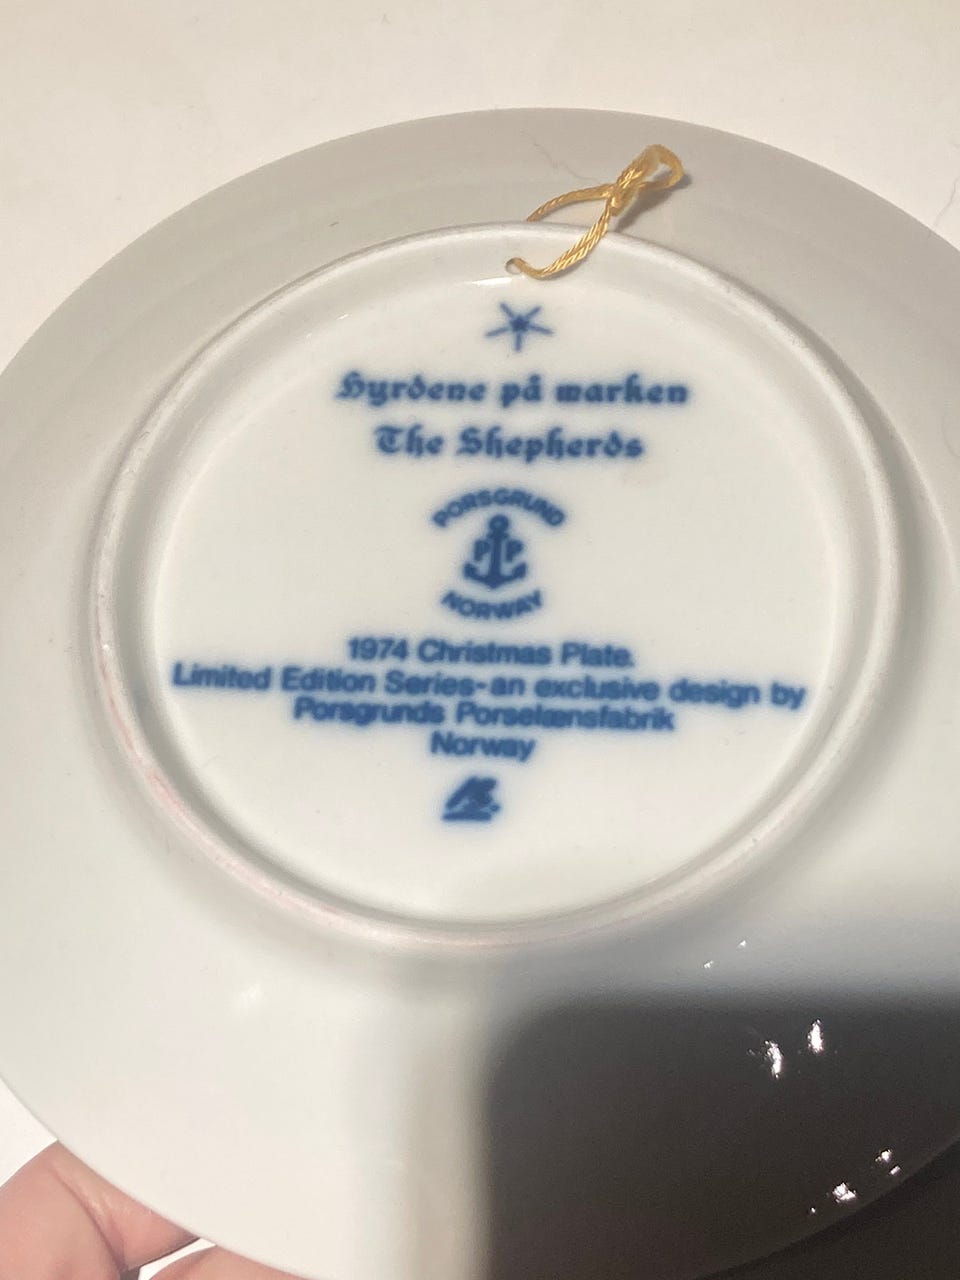 Hyrdene på marken
The Shepherds
PORSGRUND
P P
NORWAY
1974 Christmas Plate.
Limited Edition Series-an exclusive design by
Porsgrunds Porselænsfabrik
Norway